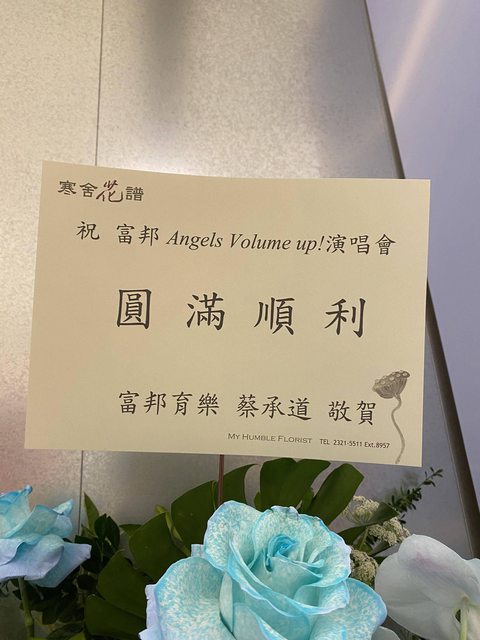 寒舍花譜
祝 富邦 Angels Volume up!演唱會
圓滿順利
富邦育樂 蔡承道 敬賀
MY HUMBLE FLORIST TEL 2321-5511 Ext.8957